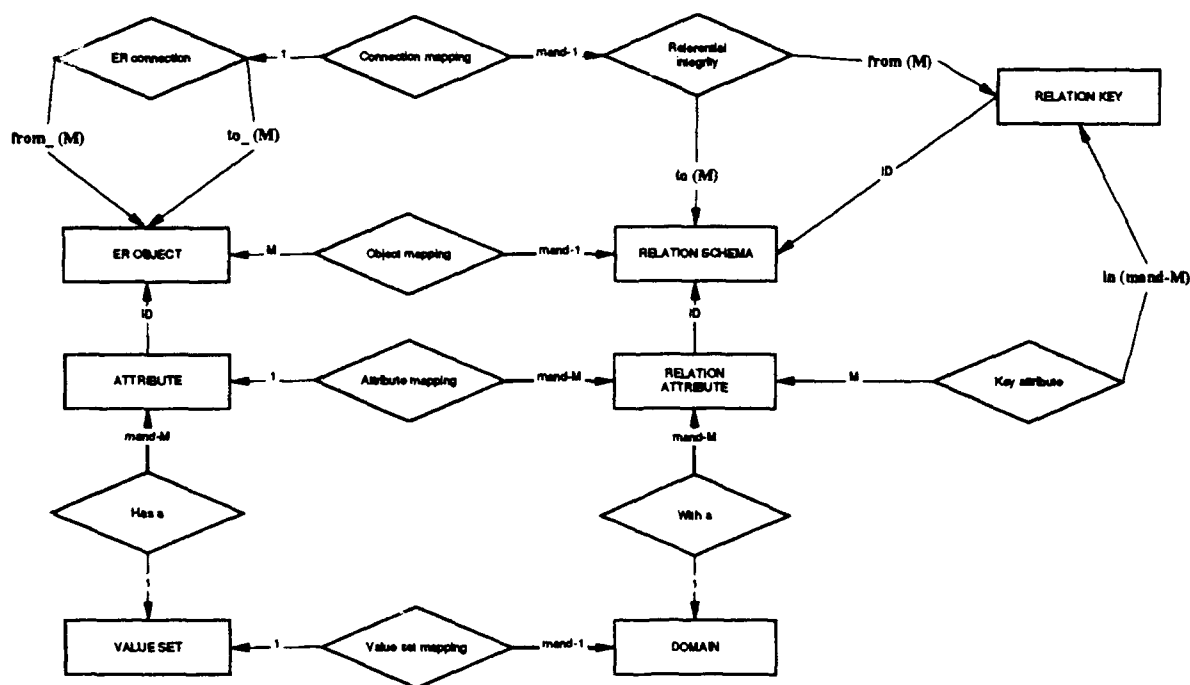 ER connection
1
Connection mapping
mand-1
Referential
integrity
from (M)
RELATION KEY
from_ (M)
to_ (M)
to (M)
ID
ER OBJECT
M
Object mapping
mand-1
RELATION SCHEMA
in (mand-M)
ID
ID
ATTRIBUTE
1
Attribute mapping
mand-M
RELATION
ATTRIBUTE
M
Key attribute
mand-M
mand-M
Has a
With a
VALUE SET
1
Value set mapping
mand-1
DOMAIN